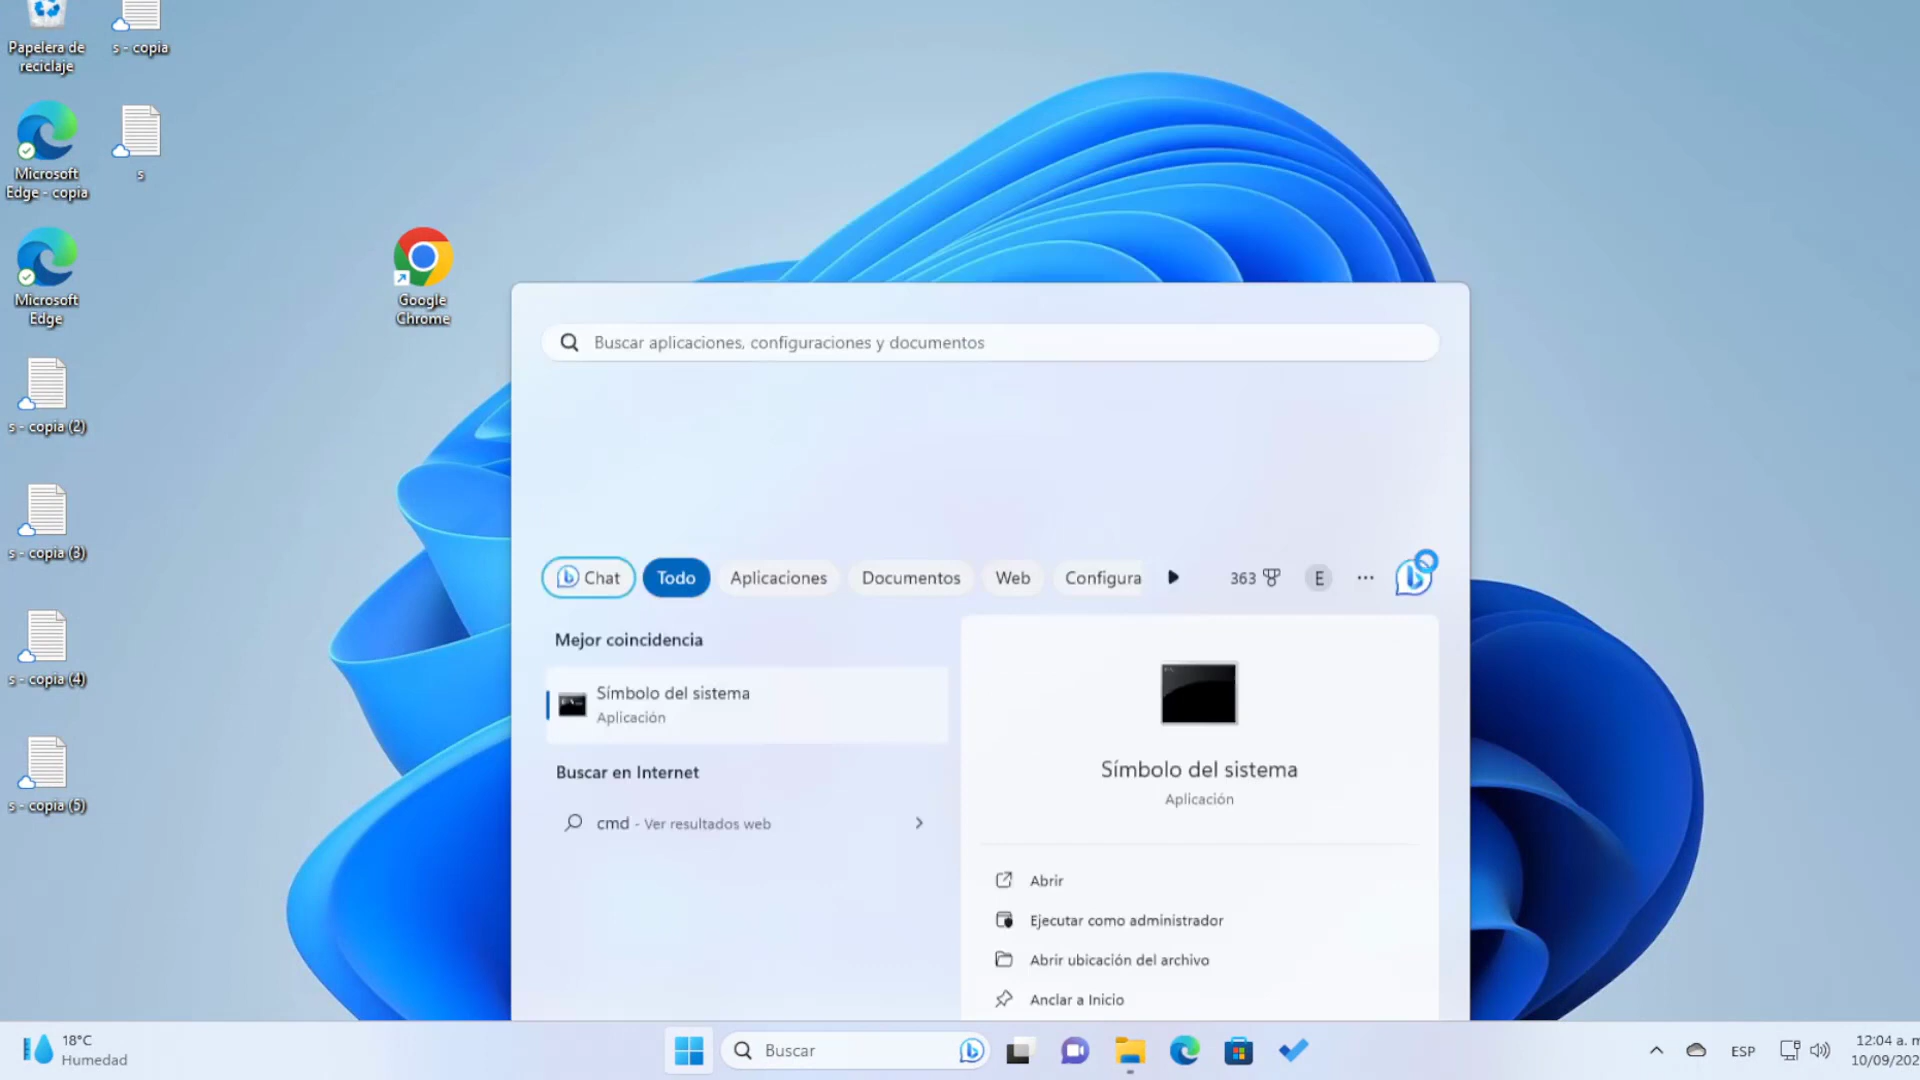 Papelera de
reciclaje
s - copia
Microsoft
Edge - copia
s
Microsoft
Edge
Google
Chrome
s - copia (2)
s - copia (3)
s - copia (4)
s - copia (5)
Buscar aplicaciones, configuraciones y documentos
Chat
Todo
Aplicaciones
Documentos
Web
Configura
363
E
Mejor coincidencia
Símbolo del sistema
Aplicación
Buscar en Internet
cmd - Ver resultados web
Símbolo del sistema
Aplicación
Abrir
Ejecutar como administrador
Abrir ubicación del archivo
Anclar a Inicio
18°C
Humedad
Buscar
ESP
12:04 a. m
10/09/202